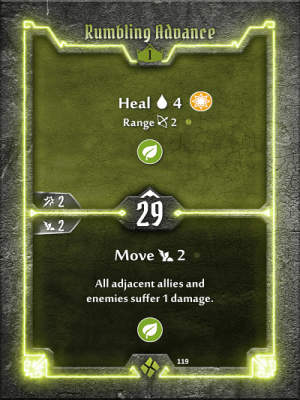 Rumbling Advance
1
Heal 4
Range 2
2
29
2
Move 2
All adjacent allies and
enemies suffer 1 damage.
119